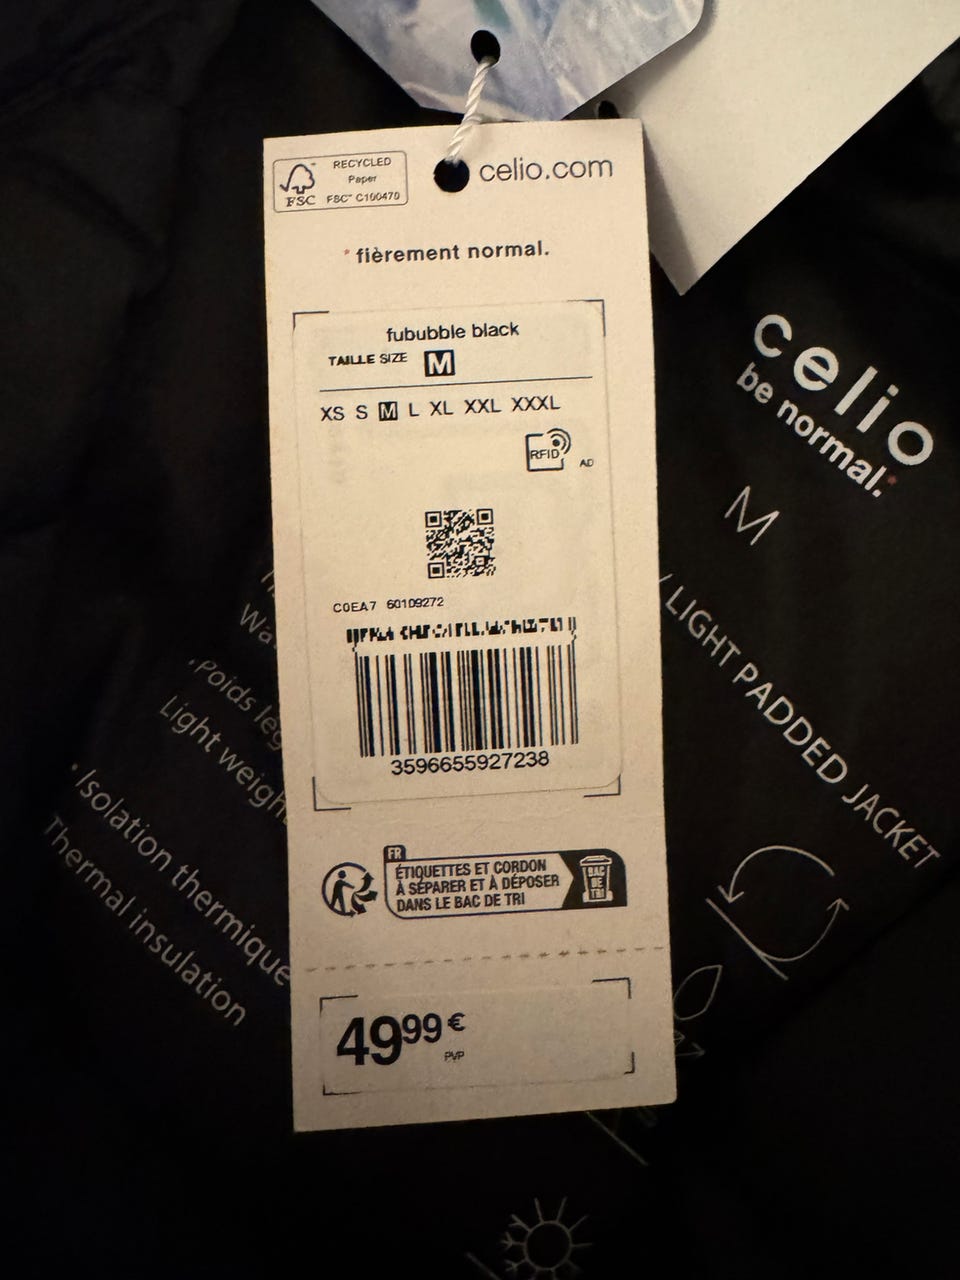 RECYCLED
Paper
FSC
FSC™ C100470
celio.com
*fièrement normal.
fububble black
TAILLE SIZE M
XS S M L XL XXL XXXL
RFID
AD
C0EA7 60109272
3596655927238
FR
ÉTIQUETTES ET CORDON
À SÉPARER ET À DÉPOSER
DANS LE BAC DE TRI
BAC
DE
TRI
49,99 €
PVP
celio
be normal.*
M
/ LIGHT PADDED JACKET
.Poids lég
Light weigh
• Isolation thermique
Thermal insulation